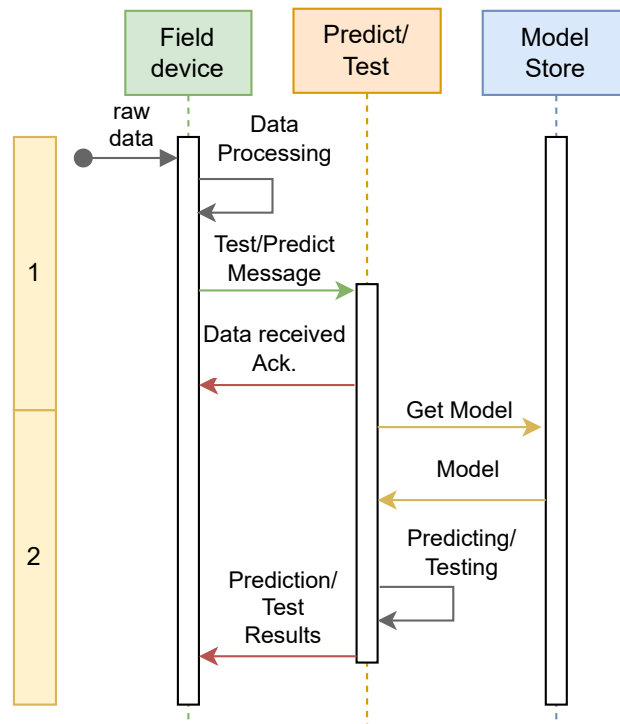 Field
device
Predict/
Test
Model
Store
raw
data
Data
Processing
1
Test/Predict
Message
Data received
Ack.
Get Model
Model
2
Predicting/
Testing
Prediction/
Test
Results